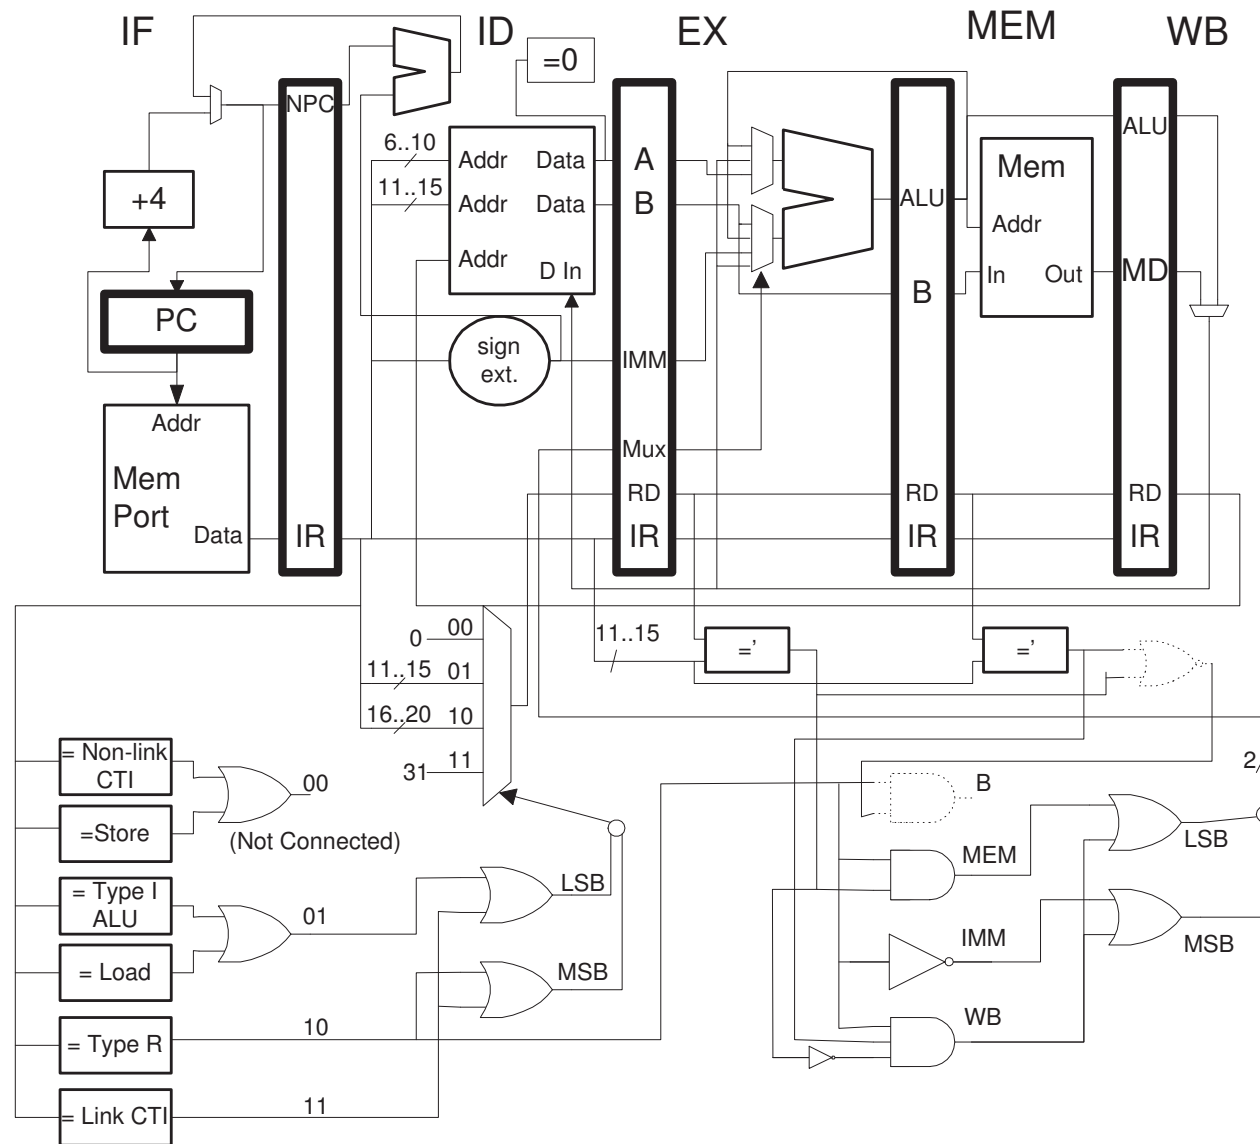 IF
ID
EX
MEM
WB
=0
NPC
+4
PC
Addr
Mem
Port
Data
IR
6..10
11..15
Addr
Data
Addr
Data
Addr
D In
sign
ext.
A
B
IMM
Mux
RD
IR
ALU
B
RD
IR
Mem
Addr
In
Out
ALU
MD
RD
IR
0
00
11..15
01
16..20
10
31
11
11..15
='
='
= Non-link
CTI
00
=Store
(Not Connected)
= Type I
ALU
01
= Load
= Type R
10
= Link CTI
11
LSB
MSB
B
MEM
IMM
WB
2/
LSB
MSB